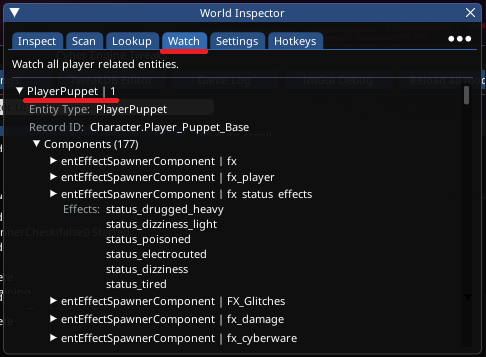 World Inspector
Inspect Scan Lookup Watch Settings Hotkeys
Watch all player related entities.
PlayerPuppet | 1
Entity Type: PlayerPuppet
Record ID: Character.Player_Puppet_Base
Components (177)
entEffectSpawnerComponent | fx
entEffectSpawnerComponent | fx_player
entEffectSpawnerComponent | fx_status_effects
Effects: status_drugged_heavy
status_dizziness_light
status_poisoned
status_electrocuted
status_dizziness
status_tired
entEffectSpawnerComponent | FX_Glitches
entEffectSpawnerComponent | fx_damage
entEffectSpawnerComponent | fx_cyberware